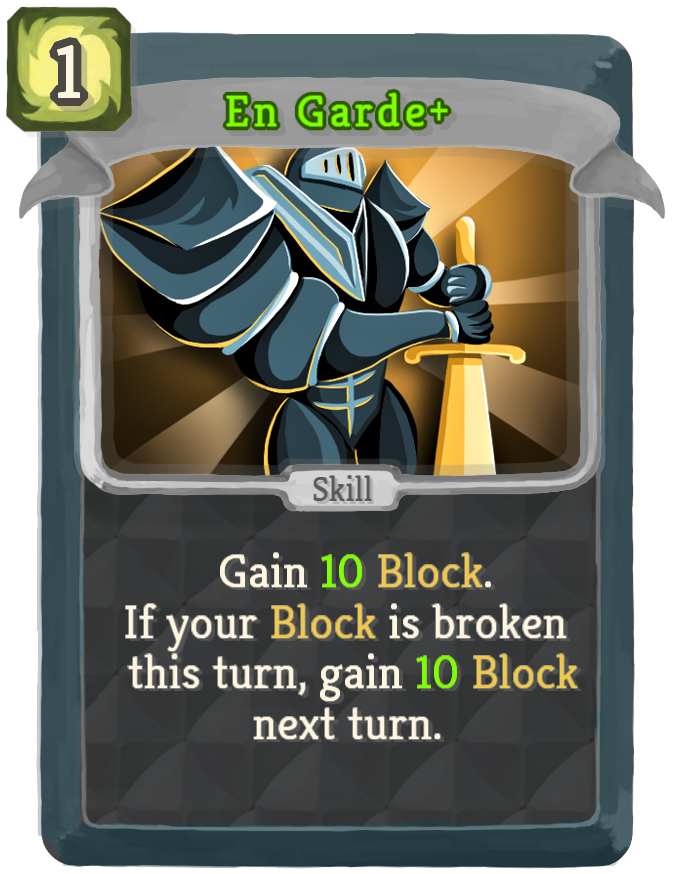 1
En Garde+
Skill
Gain 10 Block.
If your Block is broken
this turn, gain 10 Block
next turn.